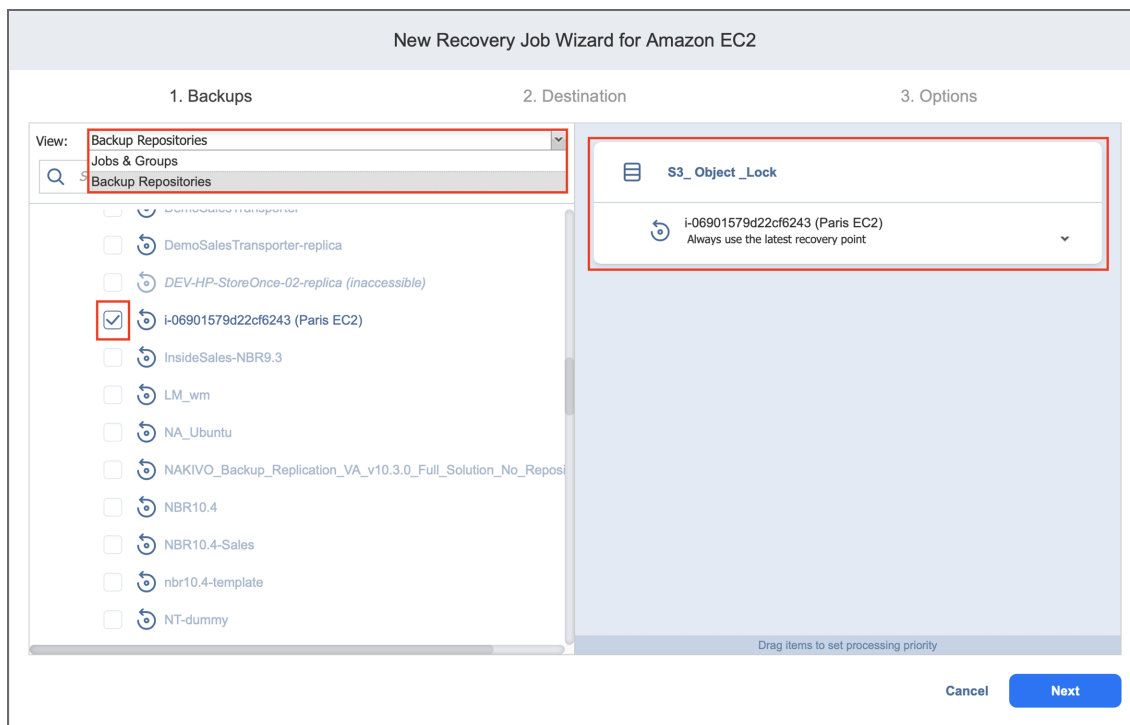 New Recovery Job Wizard for Amazon EC2
1. Backups
2. Destination
3. Options
View:
Backup Repositories
Jobs & Groups
Backup Repositories
S
DemoSalesTransporter
DemoSalesTransporter-replica
DEV-HP-StoreOnce-02-replica (inaccessible)
i-06901579d22cf6243 (Paris EC2)
InsideSales-NBR9.3
LM_wm
NA_Ubuntu
NAKIVO_Backup_Replication_VA_v10.3.0_Full_Solution_No_Reposi
NBR10.4
NBR10.4-Sales
nbr10.4-template
NT-dummy
S3_ Object _Lock
i-06901579d22cf6243 (Paris EC2)
Always use the latest recovery point
Drag items to set processing priority
Cancel
Next